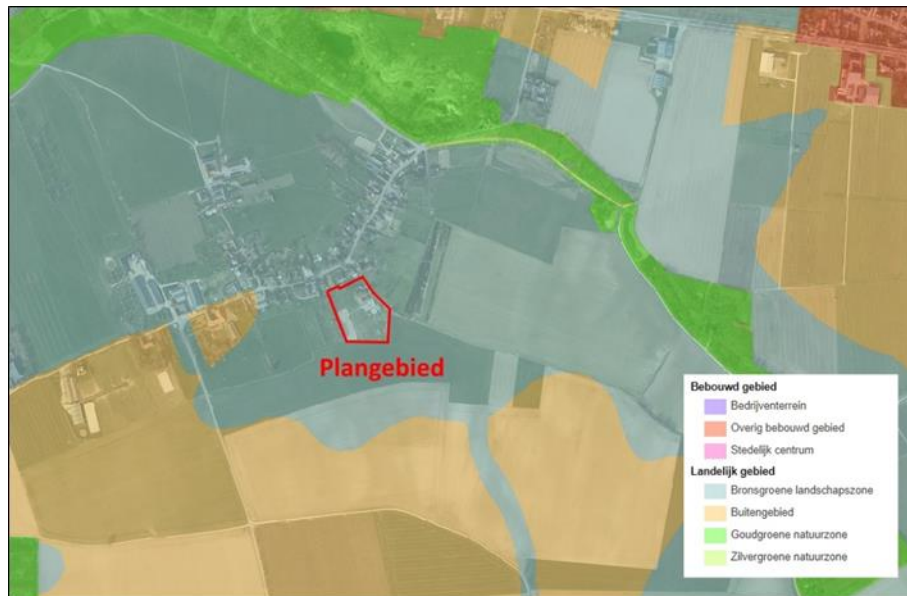 Plangebied
Bebouwd gebied
Bedrijventerrein
Overig bebouwd gebied
Stedelijk centrum
Landelijk gebied
Bronsgroene landschapszone
Buitengebied
Goudgroene natuurzone
Zilvergroene natuurzone